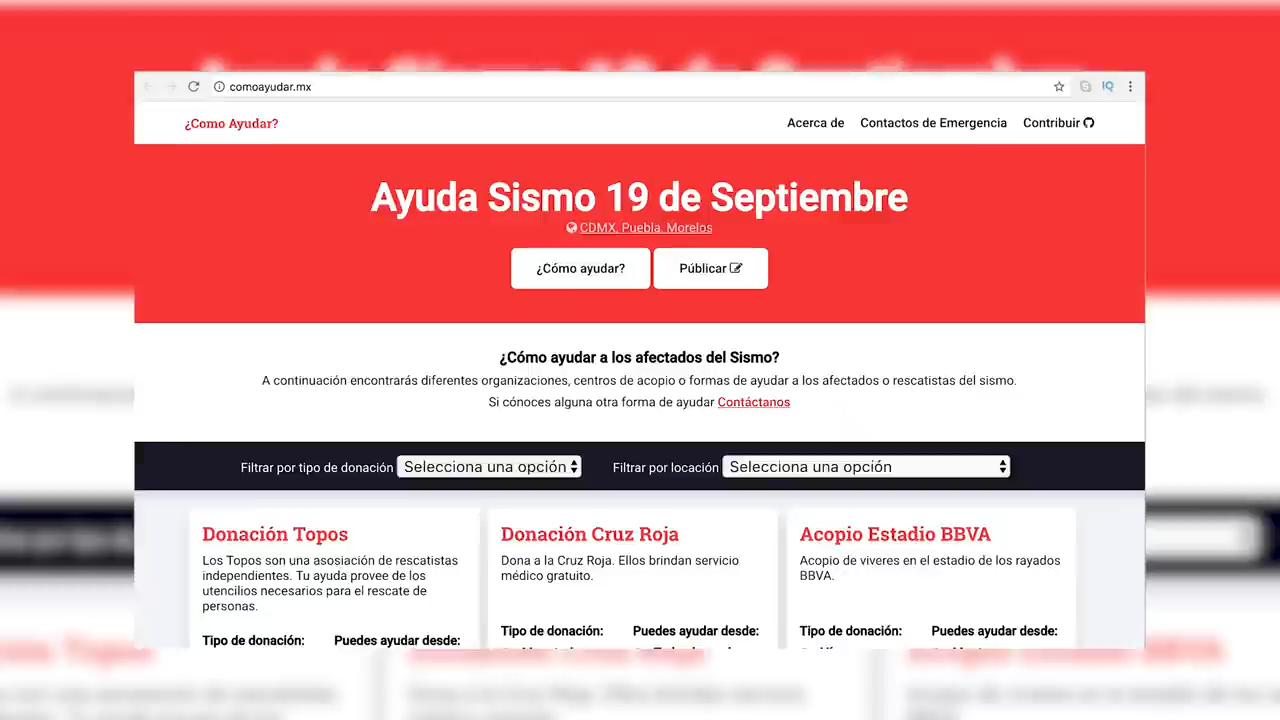 comoayudar.mx
IQ
¿Como Ayudar?
Acerca de
Contactos de Emergencia
Contribuir
Ayuda Sismo 19 de Septiembre
CDMX, Puebla, Morelos
¿Cómo ayudar?
Públicar
¿Cómo ayudar a los afectados del Sismo?
A continuación encontrarás diferentes organizaciones, centros de acopio o formas de ayudar a los afectados o rescatistas del sismo.
Si cónoces alguna otra forma de ayudar Contáctanos
Filtrar por tipo de donación Selecciona una opción
Filtrar por locación Selecciona una opción
Donación Topos
Los Topos son una asosiación de rescatistas
independientes. Tu ayuda provee de los
utencilios necesarios para el rescate de
personas.
Tipo de donación:
Puedes ayudar desde:
Donación Cruz Roja
Dona a la Cruz Roja. Ellos brindan servicio
médico gratuito.
Tipo de donación:
Puedes ayudar desde:
Acopio Estadio BBVA
Acopio de viveres en el estadio de los rayados
BBVA.
Tipo de donación:
Puedes ayudar desde: